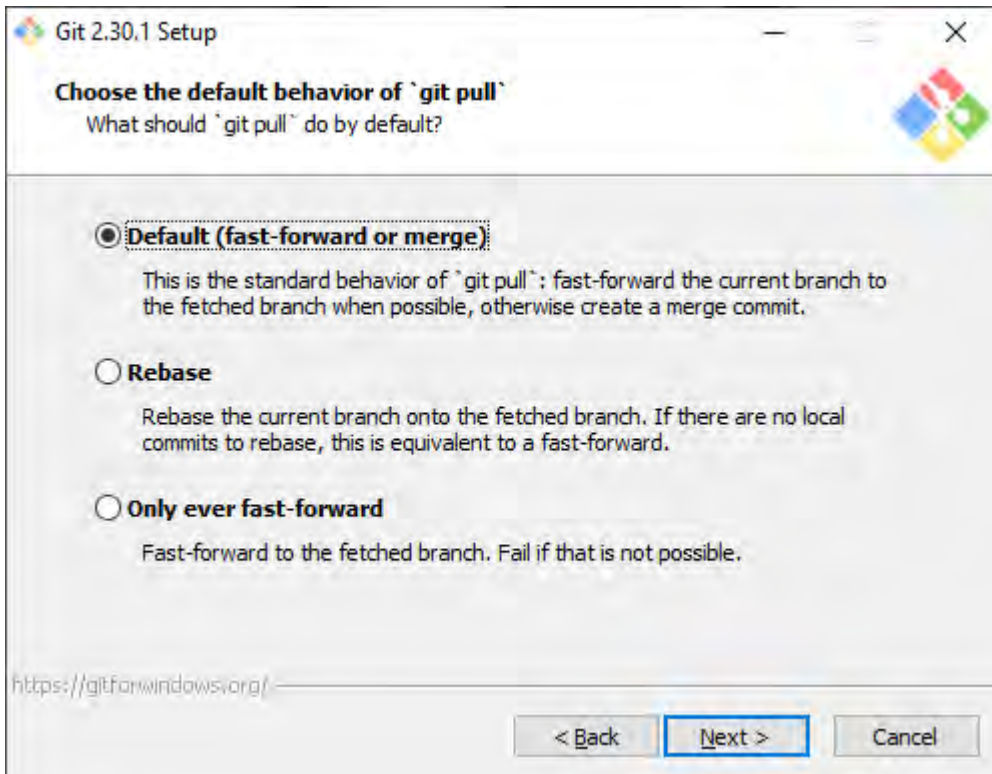 Git 2.30.1 Setup
Choose the default behavior of `git pull`
What should `git pull` do by default?
Default (fast-forward or merge)
This is the standard behavior of `git pull`: fast-forward the current branch to
the fetched branch when possible, otherwise create a merge commit.
Rebase
Rebase the current branch onto the fetched branch. If there are no local
commits to rebase, this is equivalent to a fast-forward.
Only ever fast-forward
Fast-forward to the fetched branch. Fail if that is not possible.
https://gitforwindows.org/
< Back
Next >
Cancel